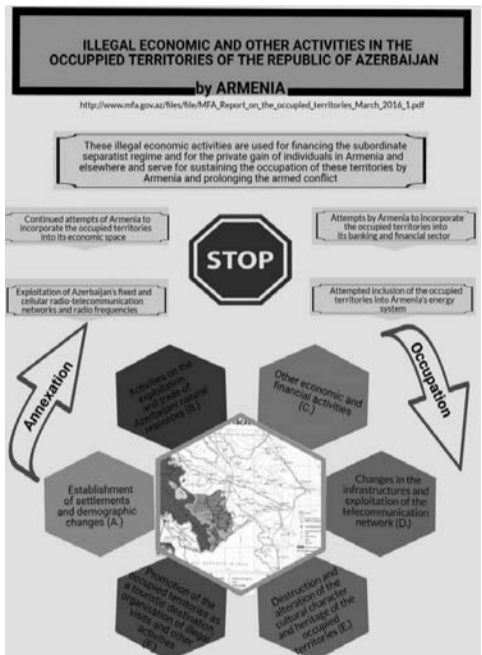 ILLEGAL ECONOMIC AND OTHER ACTIVITIES IN THE
OCCUPPIED TERRITORIES OF THE REPUBLIC OF AZERBAIJAN
by ARMENIA
http://www.mfa.gov.az/files/file/MFA_Report_on_the_occupied_territories_March_2016_1.pdf
These illegal economic activities are used for financing the subordinate
separatist regime and for the private gain of individuals in Armenia and
elsewhere and serve for sustaining the occupation of these territories by
Armenia and prolonging the armed conflict
Continued attempts of Armenia to
incorporate the occupied territories
into its economic space
Attempts by Armenia to incorporate
the occupied territories into
its banking and financial sector
STOP
Exploitation of Azerbaijan's fixed and
cellular radio-telecommunication
networks and radio frequencies
Attempted inclusion of the occupied
territories into Armenia's energy
system
Annexation
Occupation
Activities on the
exploitation
and trade of
Azerbaijani natural
resources (B.)
Other economic and
financial activities
(C.)
Establishment
of settlements
and demographic
changes (A.)
Changes in the
infrastructures and
exploitation of the
telecommunication
network (D.)
Promotion of the
occupied territories as
a touristic destination,
organisation of illegal
visits and other
activities
(F.)
Destruction and
alteration of the
cultural character
and heritage of the
occupied
territories (E.)